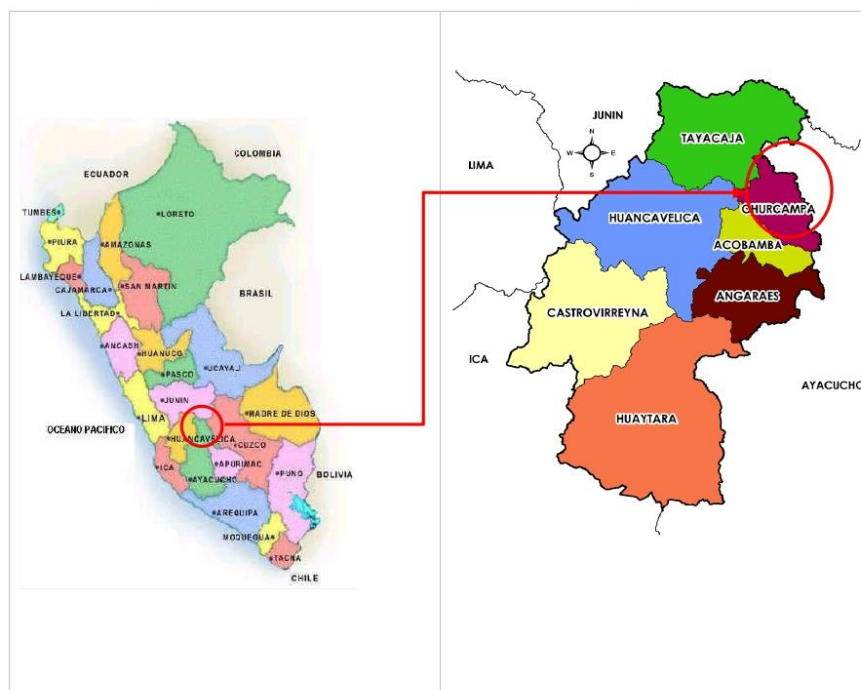 COLOMBIA
ECUADOR
TUMBES
LORETO
PIURA
AMAZONAS
LAMBAYEQUE
CAJAMARCA
SAN MARTIN
BRASIL
LA LIBERTAD
ANCASH
HUANUCO
UCAYALI
PASCO
JUNIN
LIMA
MADRE DE DIOS
OCEANO PACIFICO
HUANCAVELICA
CUZCO
ICA
APURIMAC
PUNO
BOLIVIA
AYACUCHO
AREQUIPA
MOQUEGUA
TACNA
CHILE
JUNIN
TAYACAJA
N
W
E
S
LIMA
HUANCAVELICA
CHURCAMPA
ACOBAMBA
ANGARAES
CASTROVIRREYNA
ICA
AYACUCHO
HUAYTARA